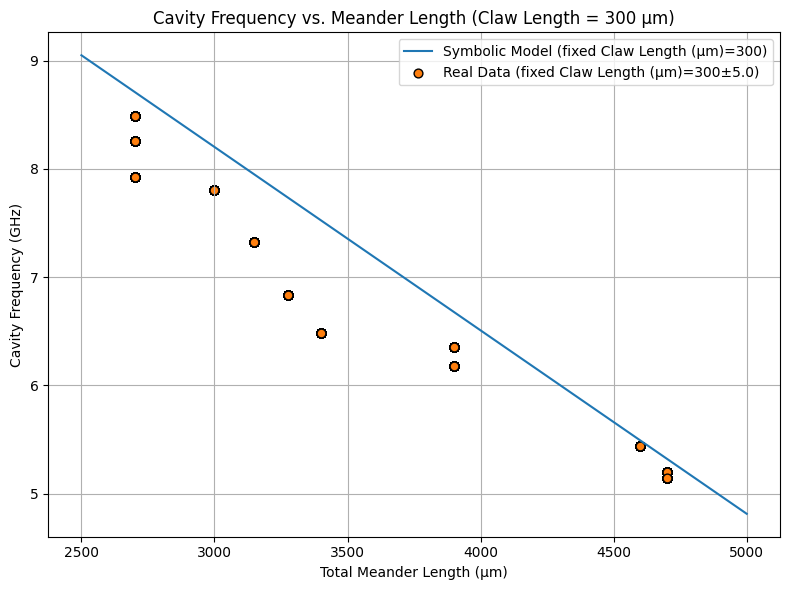 Cavity Frequency vs. Meander Length (Claw Length = 300 μm)
Symbolic Model (fixed Claw Length (μm)=300)
Real Data (fixed Claw Length (μm)=300±5.0)
Cavity Frequency (GHz)
9
8
7
6
5
2500 3000 3500 4000 4500 5000
Total Meander Length (μm)